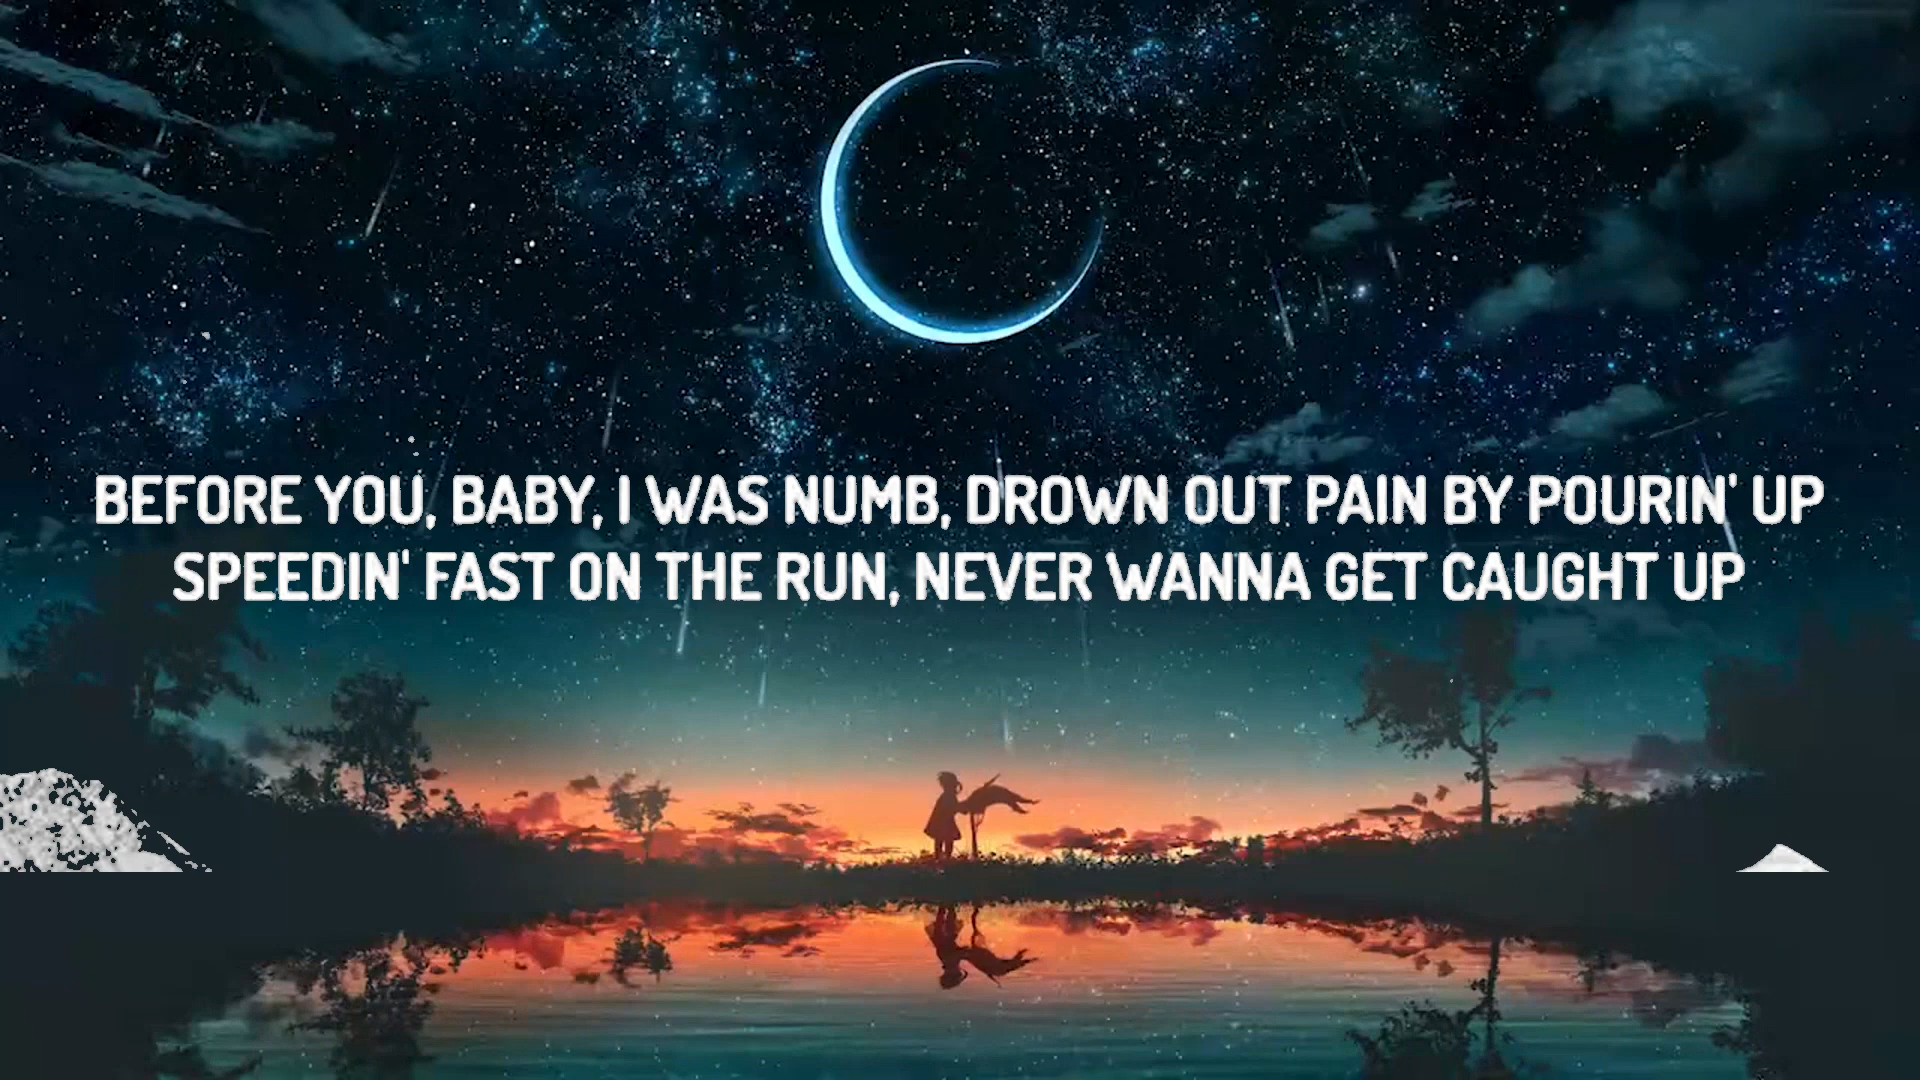 BEFORE YOU, BABY, I WAS NUMB, DROWN OUT PAIN BY POURIN' UP
SPEEDIN' FAST ON THE RUN, NEVER WANNA GET CAUGHT UP